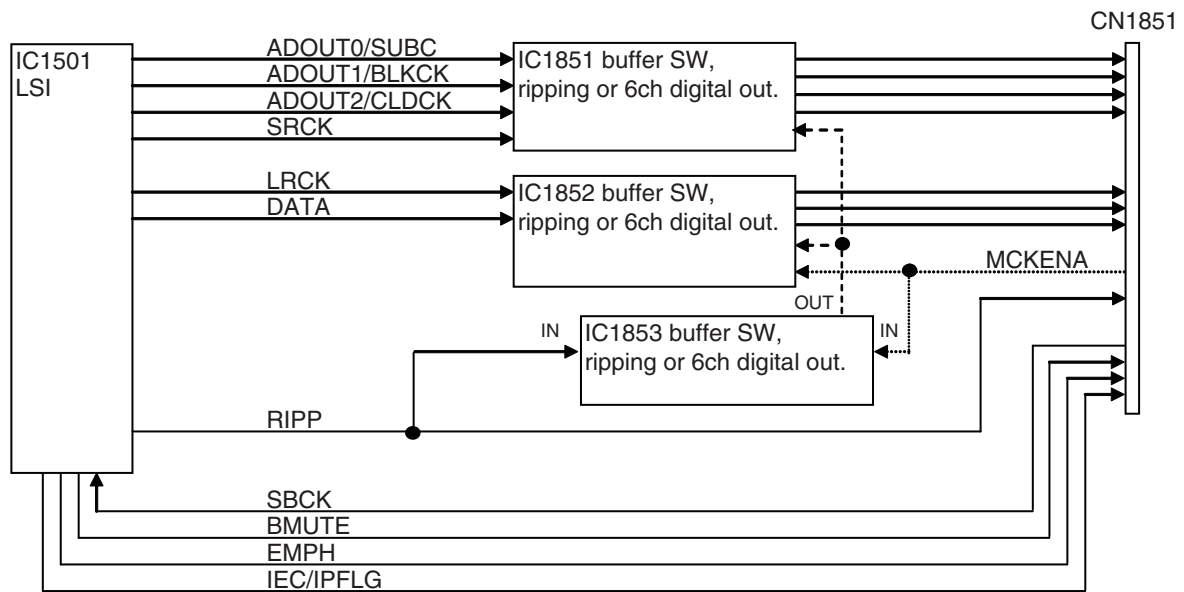 CN1851
IC1501
LSI
ADOUT0/SUBC
ADOUT1/BLKCK
ADOUT2/CLDCK
SRCK
IC1851 buffer SW,
ripping or 6ch digital out.
LRCK
DATA
IC1852 buffer SW,
ripping or 6ch digital out.
MCKENA
OUT
IN
IC1853 buffer SW,
ripping or 6ch digital out.
IN
RIPP
SBCK
BMUTE
EMPH
IEC/IPFLG